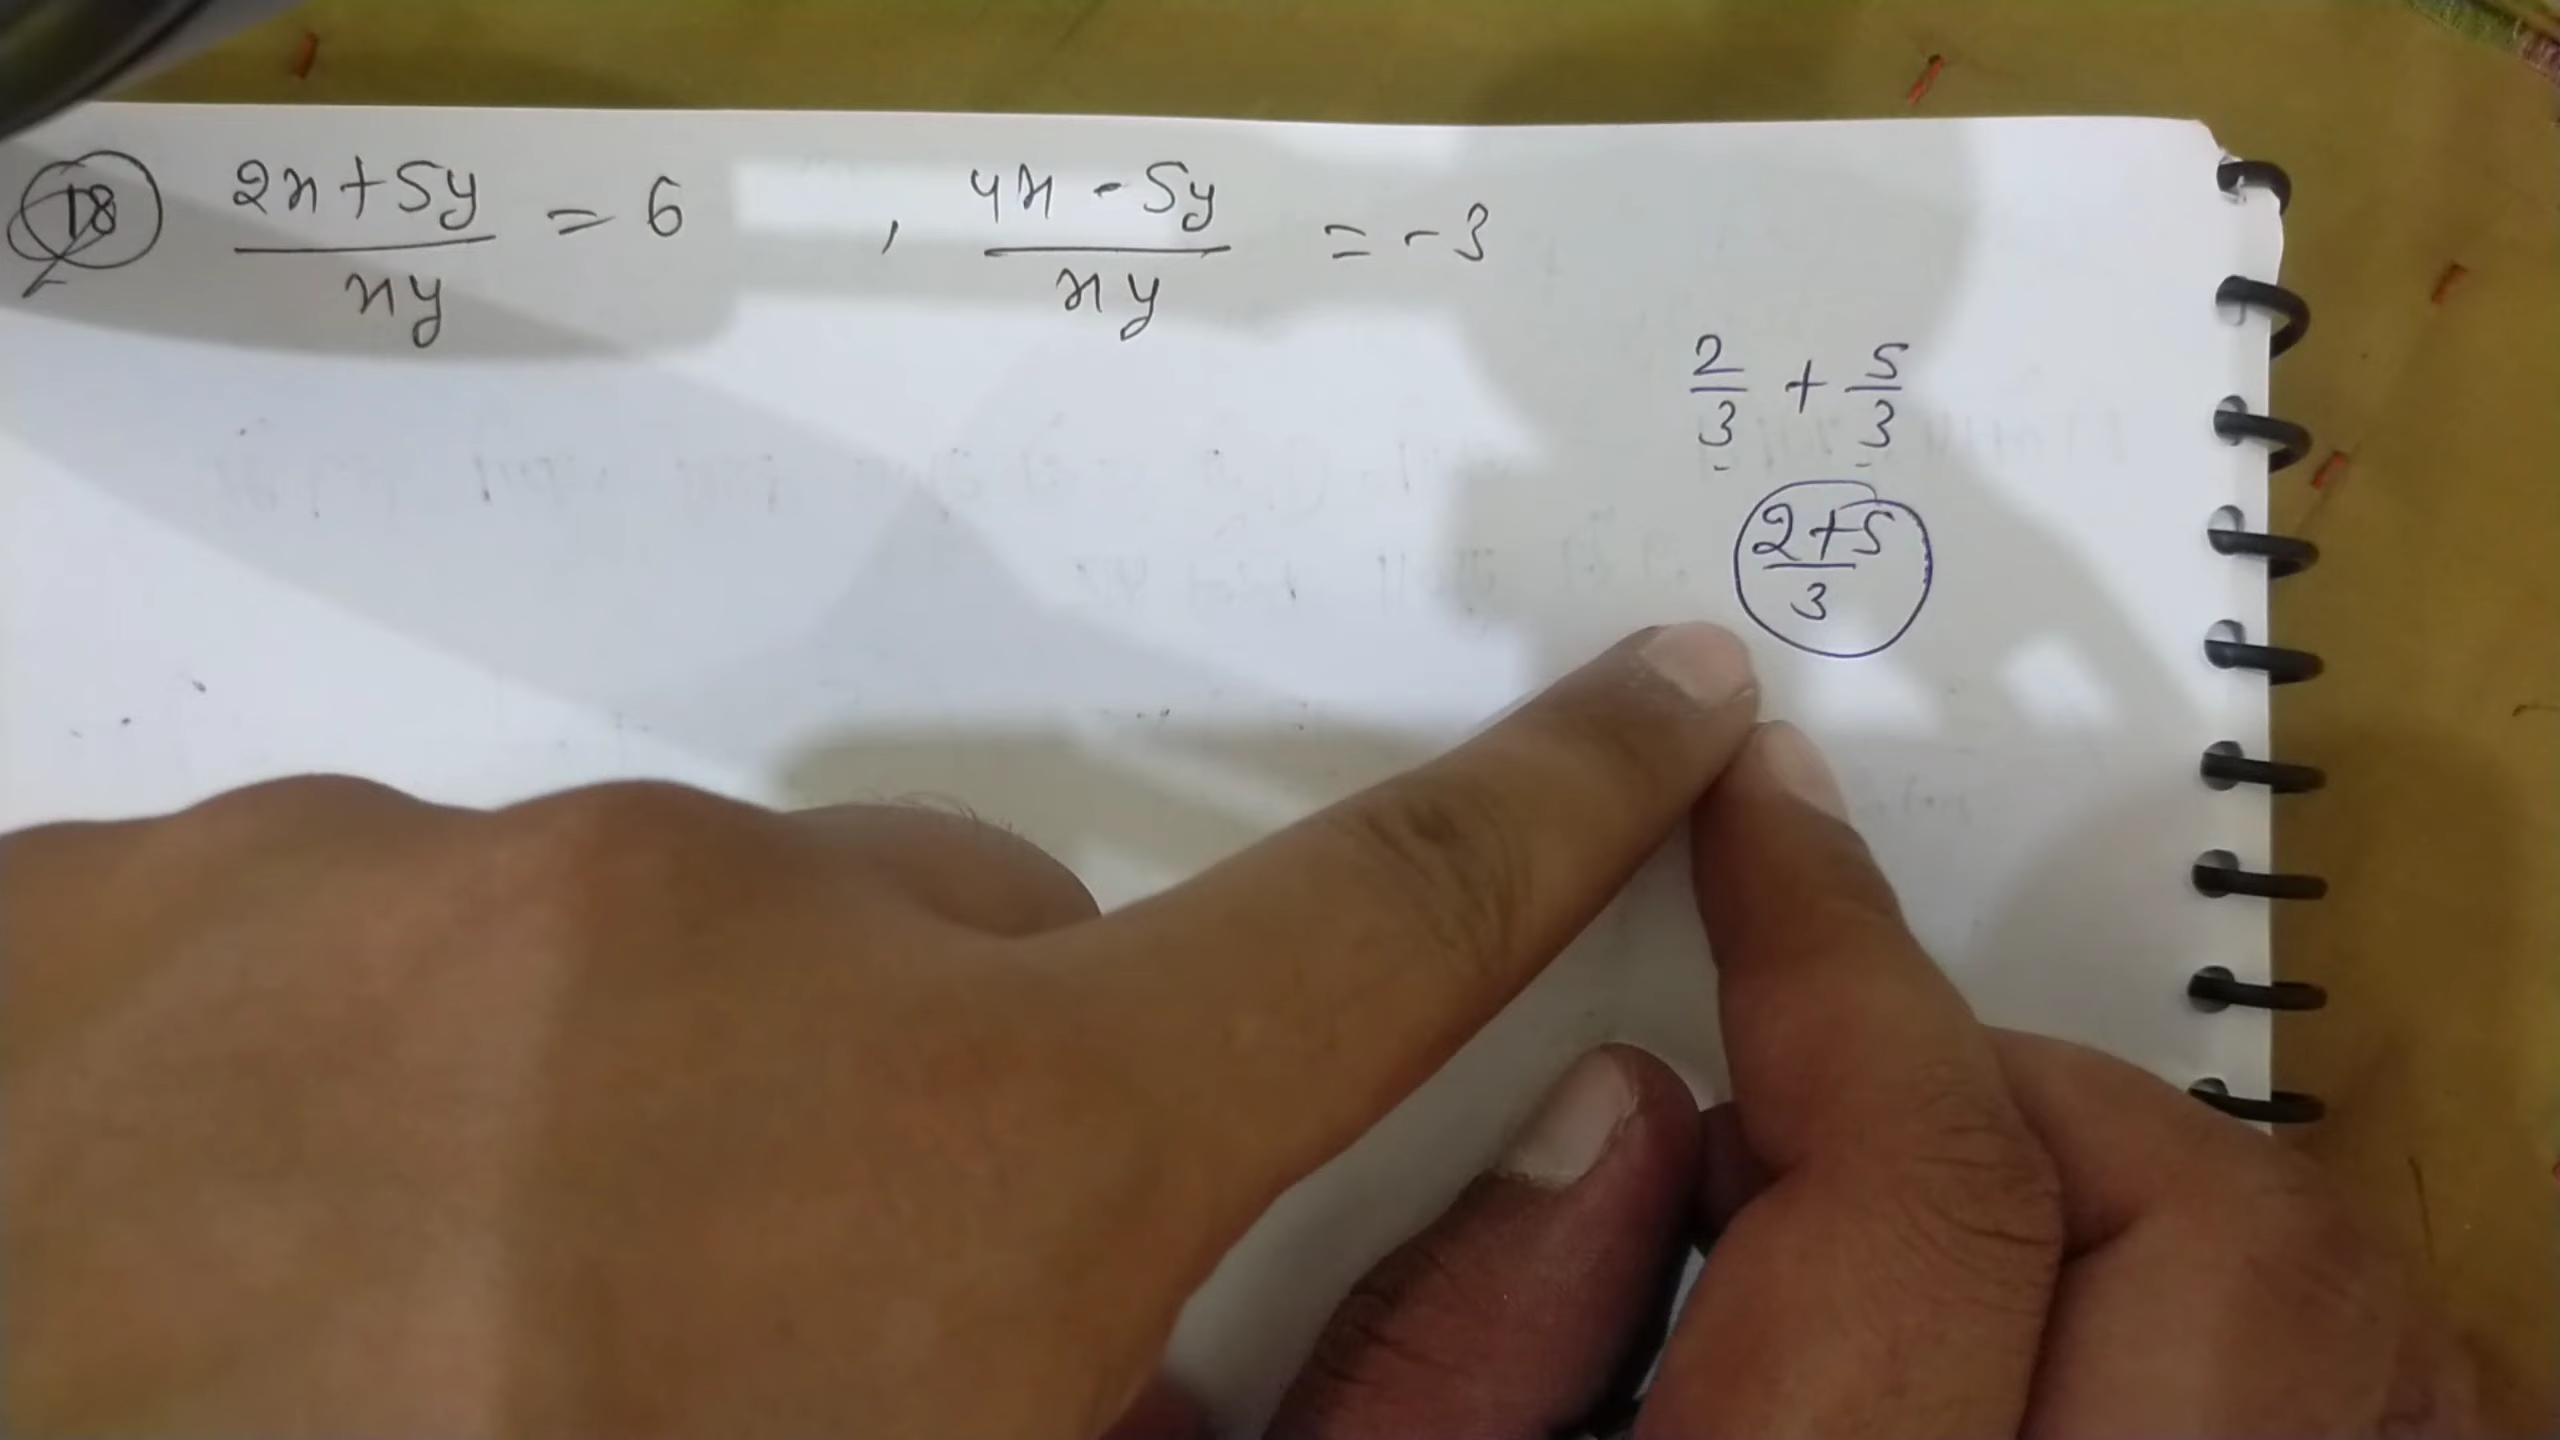 18 (2x+5y)/xy = 6 , (4x-5y)/xy = -3
2/3 + 5/3
(2+5)/3